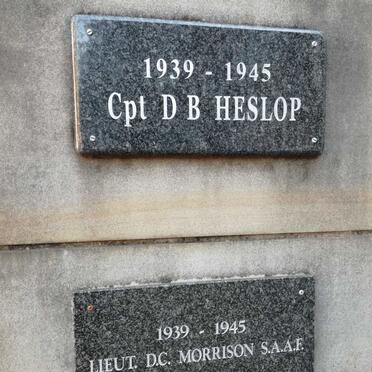 1939 - 1945
Cpt D B HESLOP
1939 - 1945
LIEUT. D.C. MORRISON S.A.A.F.